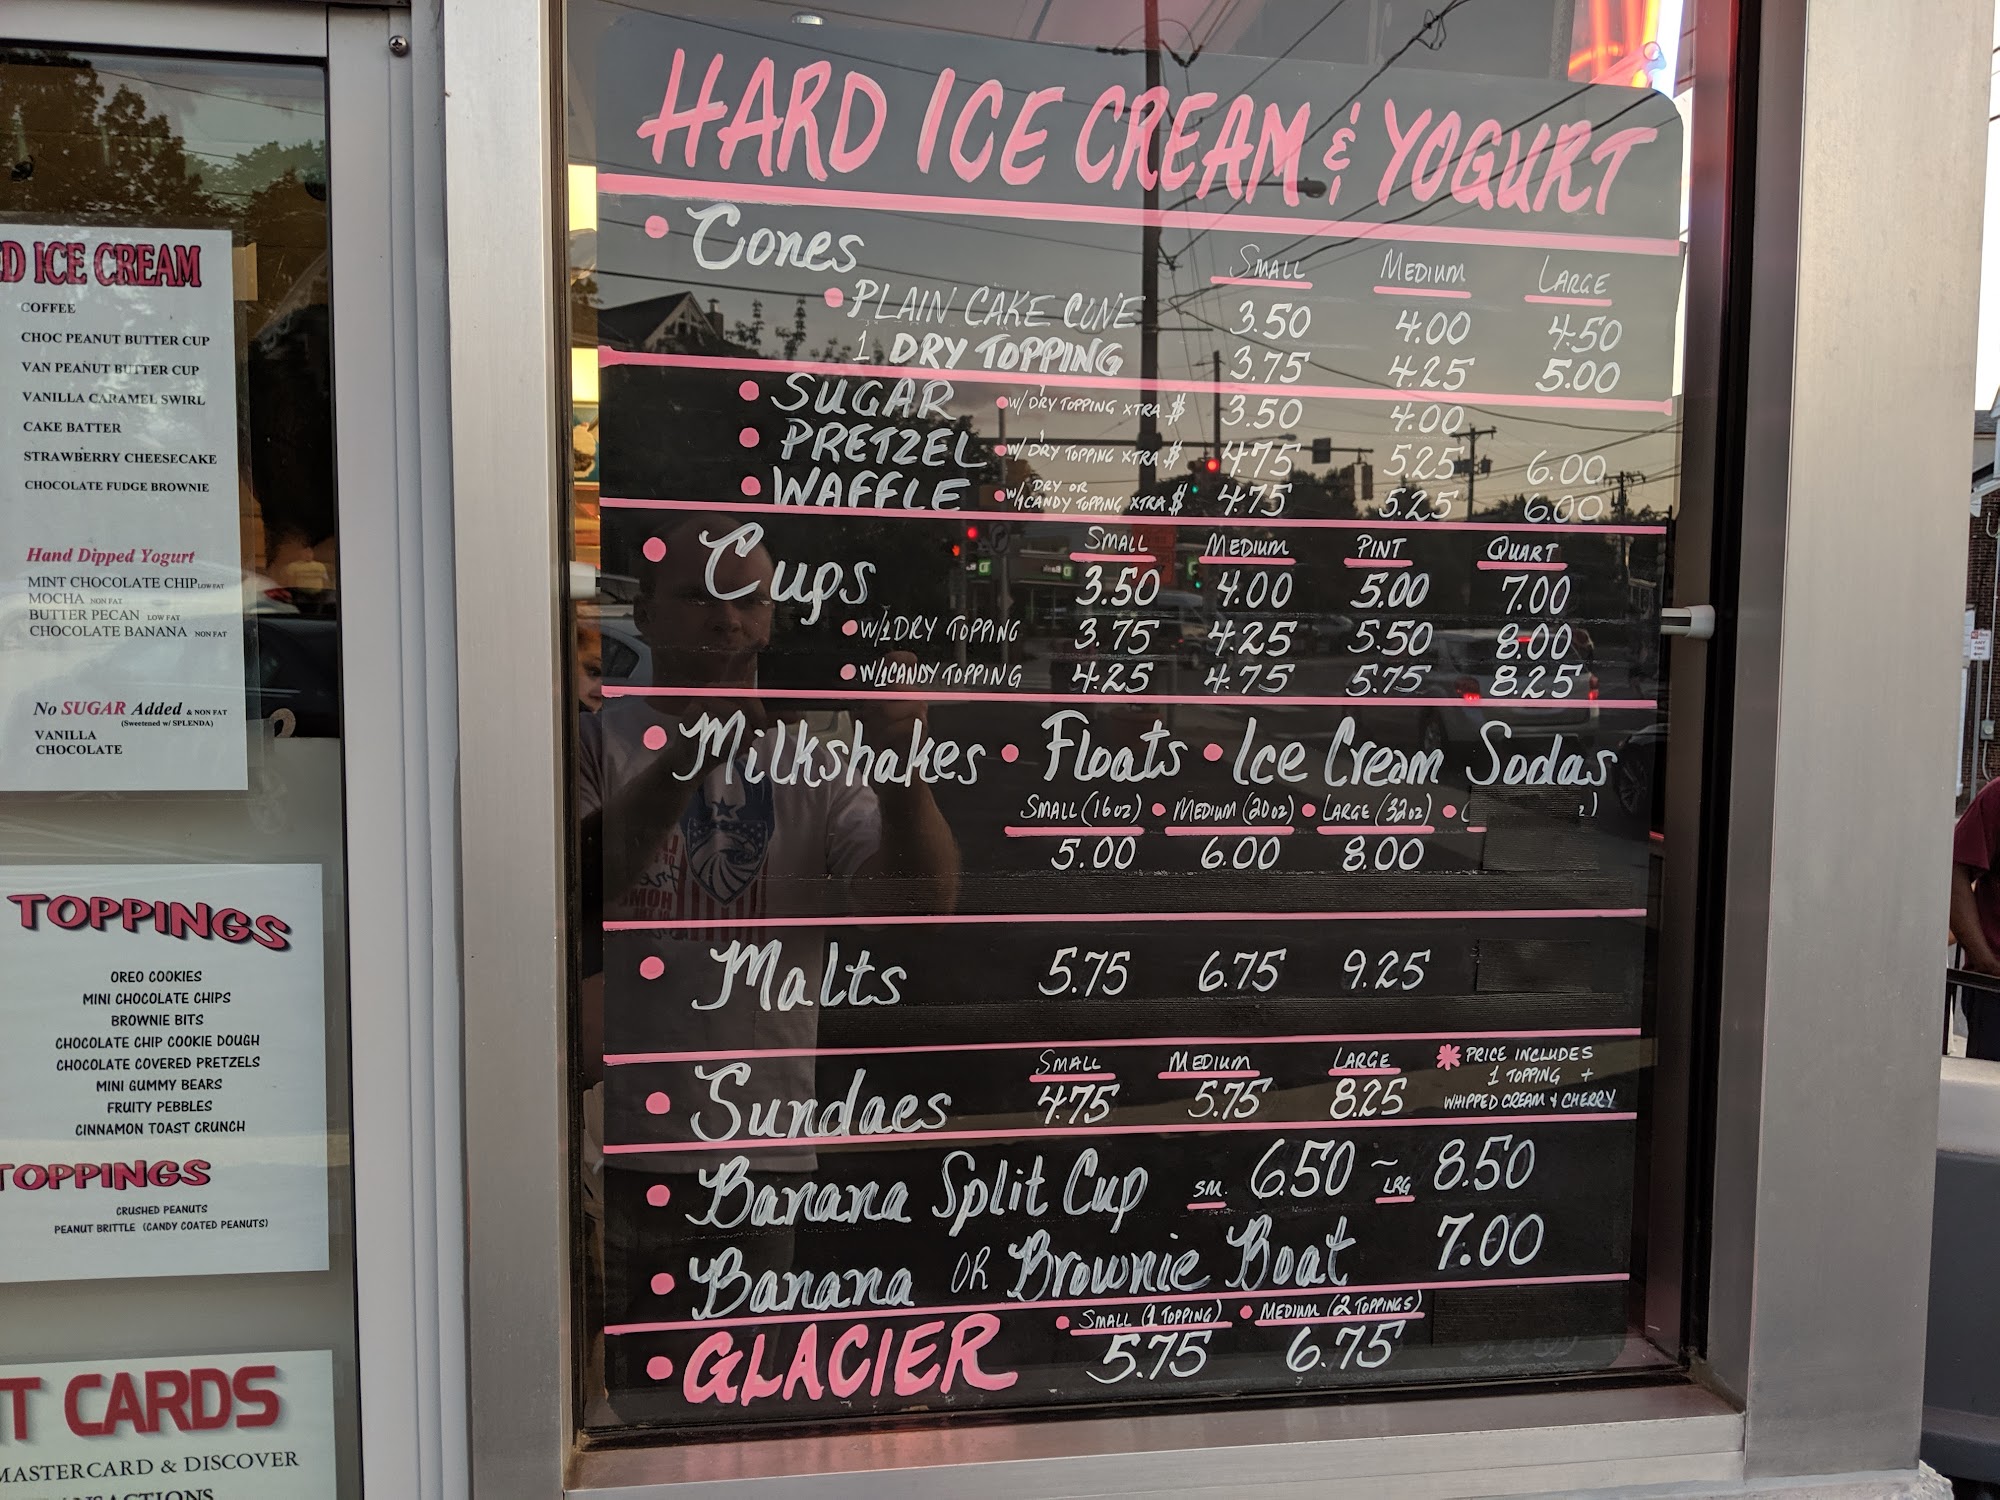 D ICE CREAM
COFFEE
CHOC PEANUT BUTTER CUP
VAN PEANUT BUTTER CUP
VANILLA CARAMEL SWIRL
CAKE BATTER
STRAWBERRY CHEESECAKE
CHOCOLATE FUDGE BROWNIE
Hand Dipped Yogurt
MINT CHOCOLATE CHIP LOW FAT
MOCHA NON FAT
BUTTER PECAN LOW FAT
CHOCOLATE BANANA NON FAT
No SUGAR Added & NON FAT
(Sweetened w/ SPLENDA)
VANILLA
CHOCOLATE
TOPPINGS
OREO COOKIES
MINI CHOCOLATE CHIPS
BROWNIE BITS
CHOCOLATE CHIP COOKIE DOUGH
CHOCOLATE COVERED PRETZELS
MINI GUMMY BEARS
FRUITY PEBBLES
CINNAMON TOAST CRUNCH
TOPPINGS
CRUSHED PEANUTS
PEANUT BRITTLE (CANDY COATED PEANUTS)
T CARDS
MASTERCARD & DISCOVER
HARD ICE CREAM & YOGURT
• Cones SMALL MEDIUM LARGE
• PLAIN CAKE CONE 3.50 4.00 4.50
1 DRY TOPPING 3.75 4.25 5.00
• SUGAR • W/ DRY TOPPING XTRA $ 3.50 4.00
• PRETZEL • W/ DRY TOPPING XTRA $ 4.75 5.25 6.00
• WAFFLE • W/1 DRY OR CANDY TOPPING XTRA $ 4.75 5.25 6.00
• Cups SMALL MEDIUM PINT QUART
3.50 4.00 5.00 7.00
• W/1 DRY TOPPING 3.75 4.25 5.50 8.00
• W/1 CANDY TOPPING 4.25 4.75 5.75 8.25
• Milkshakes • Floats • Ice Cream Sodas
SMALL (16oz) • MEDIUM (20oz) • LARGE (32oz) • ( z)
5.00 6.00 8.00
• Malts 5.75 6.75 9.25
SMALL MEDIUM LARGE * PRICE INCLUDES
• Sundaes 4.75 5.75 8.25 1 TOPPING +
WHIPPED CREAM & CHERRY
• Banana Split Cup SM. 6.50 ~ LRG 8.50
• Banana OR Brownie Boat 7.00
• GLACIER • SMALL (1 TOPPING) • MEDIUM (2 TOPPINGS)
5.75 6.75